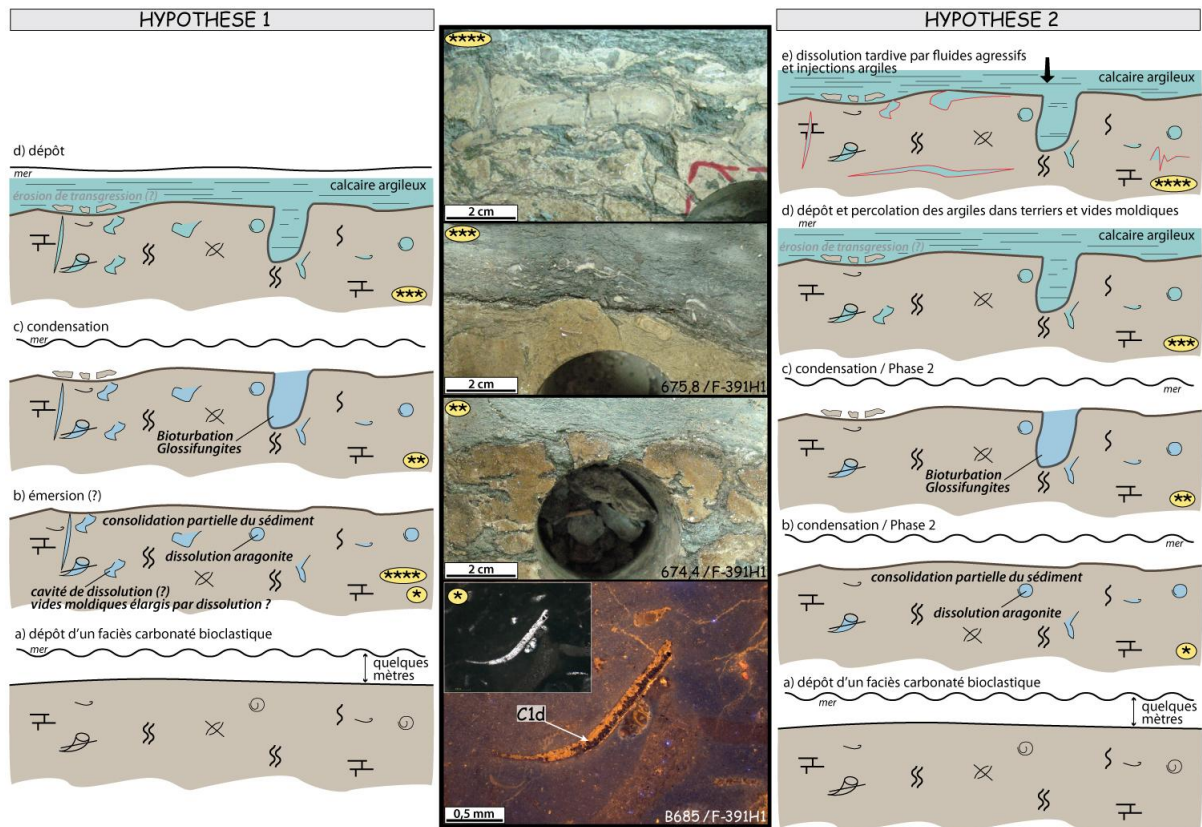 HYPOTHESE 1
d) dépôt
mer
calcaire argileux
érosion de transgression (?)
***
c) condensation
mer
Bioturbation
Glossifungites
**
b) émersion (?)
consolidation partielle du sédiment
dissolution aragonite
cavité de dissolution (?)
vides moldiques élargis par dissolution ?
****
*
a) dépôt d'un faciès carbonaté bioclastique
mer
quelques
mètres
****
2 cm
***
2 cm
675,8 / F-391H1
**
2 cm
674,4 / F-391H1
*
C1d
0,5 mm
B685 / F-391H1
HYPOTHESE 2
e) dissolution tardive par fluides agressifs
et injections argiles
calcaire argileux
****
d) dépôt et percolation des argiles dans terriers et vides moldiques
mer
calcaire argileux
érosion de transgression (?)
***
c) condensation / Phase 2
mer
Bioturbation
Glossifungites
**
b) condensation / Phase 2
mer
consolidation partielle du sédiment
dissolution aragonite
*
a) dépôt d'un faciès carbonaté bioclastique
mer
quelques
mètres